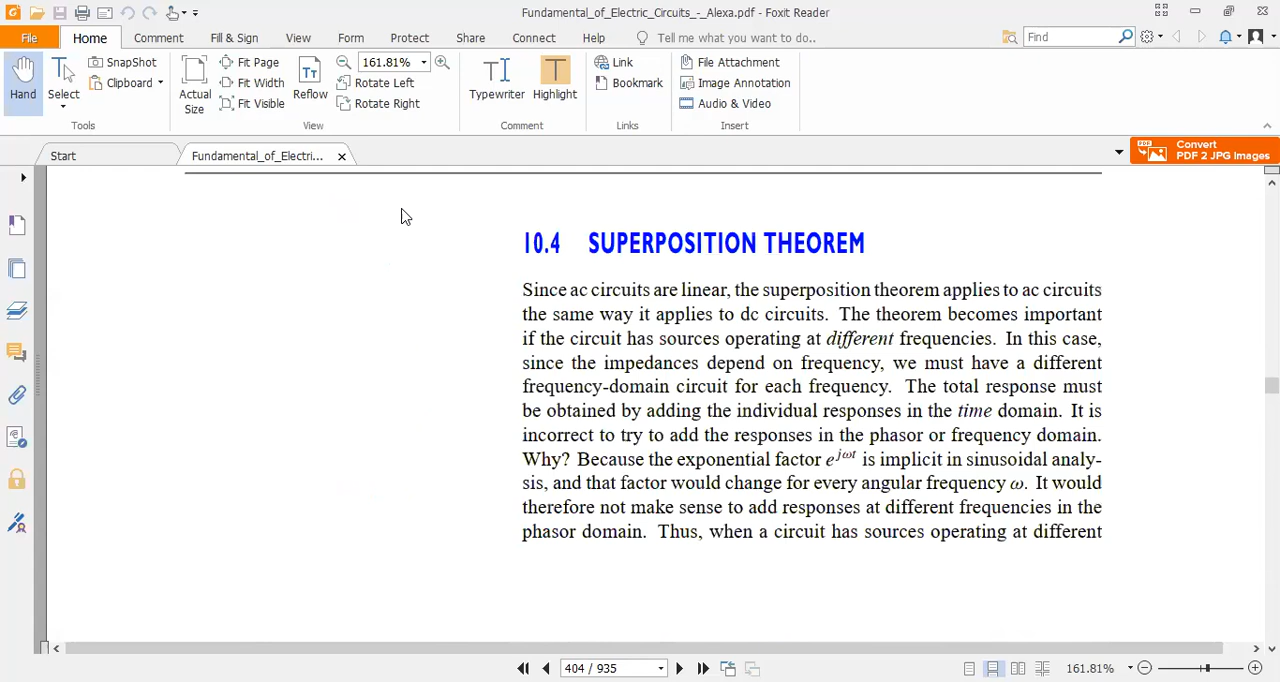 Fundamental_of_Electric_Circuits_-_Alexa.pdf - Foxit Reader
File Home Comment Fill & Sign View Form Protect Share Connect Help Tell me what you want to do.. Find
Hand
Select
SnapShot
Clipboard
Tools
Actual Size
Fit Page
Fit Width
Fit Visible
Reflow
161.81%
Rotate Left
Rotate Right
View
Typewriter
Highlight
Comment
Link
Bookmark
Links
File Attachment
Image Annotation
Audio & Video
Insert
Start
Fundamental_of_Electri...
Convert
PDF 2 JPG Images
10.4 SUPERPOSITION THEOREM
Since ac circuits are linear, the superposition theorem applies to ac circuits
the same way it applies to dc circuits. The theorem becomes important
if the circuit has sources operating at different frequencies. In this case,
since the impedances depend on frequency, we must have a different
frequency-domain circuit for each frequency. The total response must
be obtained by adding the individual responses in the time domain. It is
incorrect to try to add the responses in the phasor or frequency domain.
Why? Because the exponential factor e^{jωt} is implicit in sinusoidal analy-
sis, and that factor would change for every angular frequency ω. It would
therefore not make sense to add responses at different frequencies in the
phasor domain. Thus, when a circuit has sources operating at different
404 / 935
161.81%